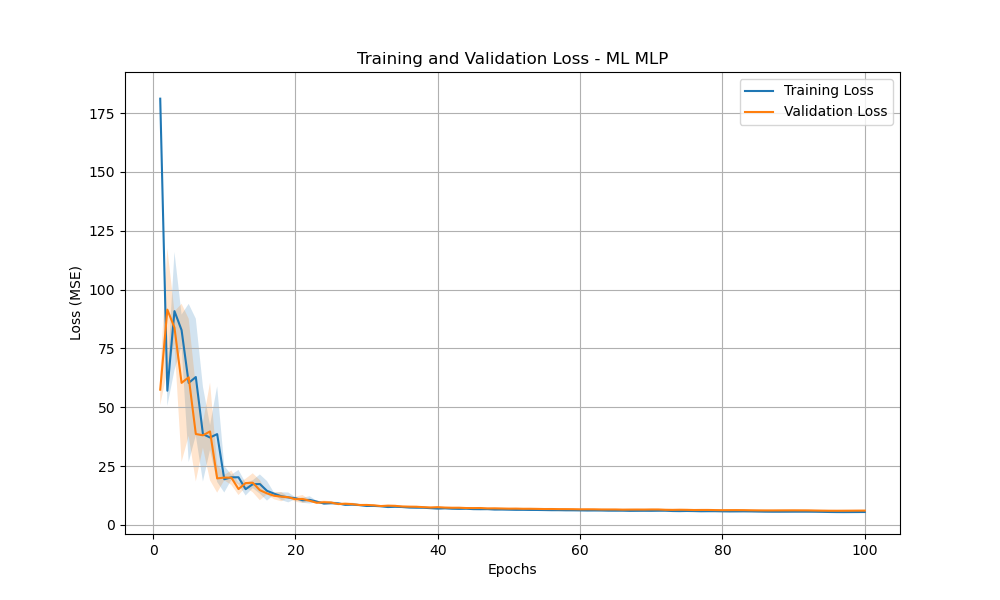 Training and Validation Loss - ML MLP
Training Loss
Validation Loss
175
150
125
100
75
50
25
0
Loss (MSE)
0 20 40 60 80 100
Epochs